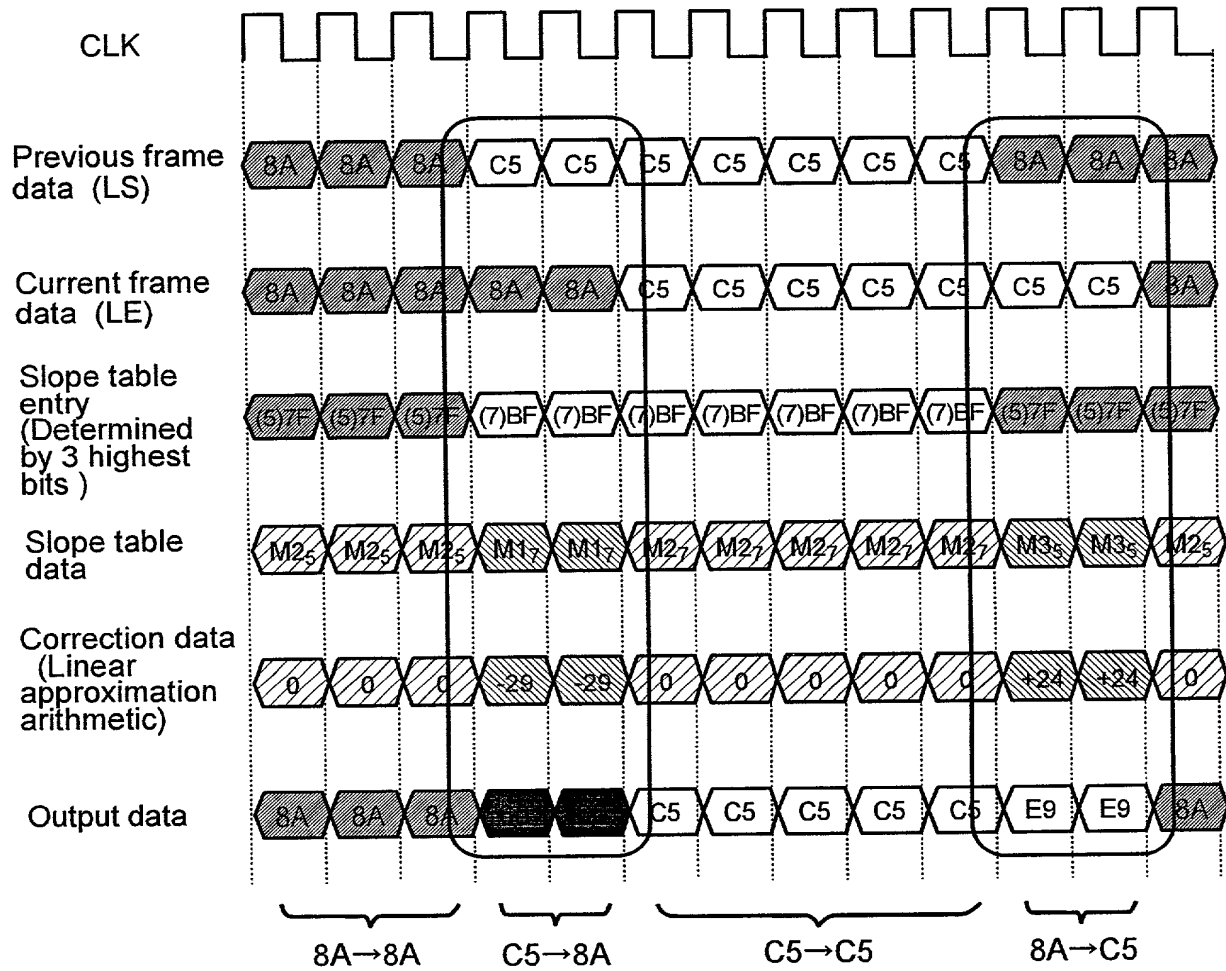 CLK
Previous frame
data (LS)
8A 8A 8A C5 C5 C5 C5 C5 C5 C5 8A 8A 8A
Current frame
data (LE)
8A 8A 8A 8A 8A C5 C5 C5 C5 C5 C5 C5 8A
Slope table
entry
(Determined
by 3 highest
bits )
(5)7F (5)7F (5)7F (7)BF (7)BF (7)BF (7)BF (7)BF (7)BF (7)BF (5)7F (5)7F (5)7F
Slope table
data
M2₅ M2₅ M2₅ M1₇ M1₇ M2₇ M2₇ M2₇ M2₇ M2₇ M3₅ M3₅ M2₅
Correction data
(Linear
approximation
arithmetic)
0 0 0 -29 -29 0 0 0 0 0 +24 +24 0
Output data
8A 8A 8A C5 C5 C5 C5 C5 E9 E9 8A
8A→8A C5→8A C5→C5 8A→C5